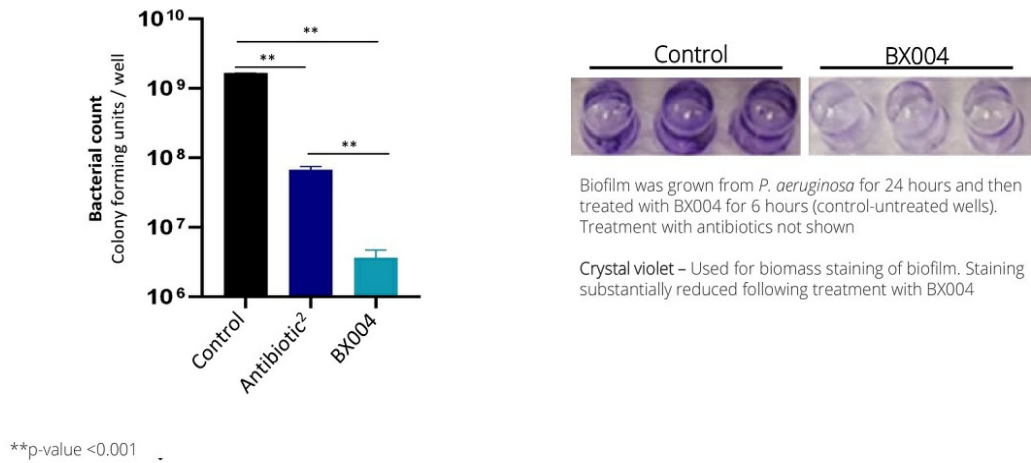 10¹⁰
10⁹
10⁸
10⁷
10⁶
Bacterial count
Colony forming units / well
**
**
**
Control
Antibiotic²
BX004
**p-value <0.001
Control
BX004
Biofilm was grown from P. aeruginosa for 24 hours and then
treated with BX004 for 6 hours (control-untreated wells).
Treatment with antibiotics not shown
Crystal violet – Used for biomass staining of biofilm. Staining
substantially reduced following treatment with BX004